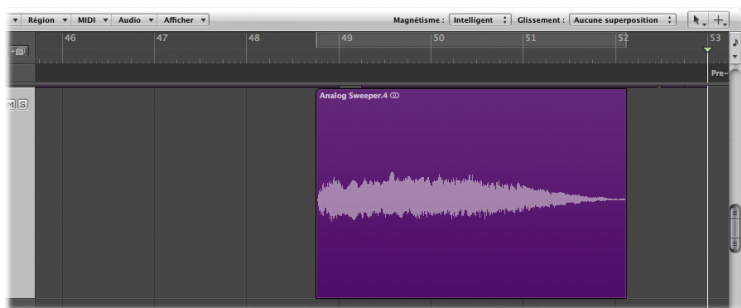 Région MIDI Audio Afficher Magnétisme : Intelligent Glissement : Aucune superposition
46 47 48 49 50 51 52 53
Pre-
M S
Analog Sweeper.4